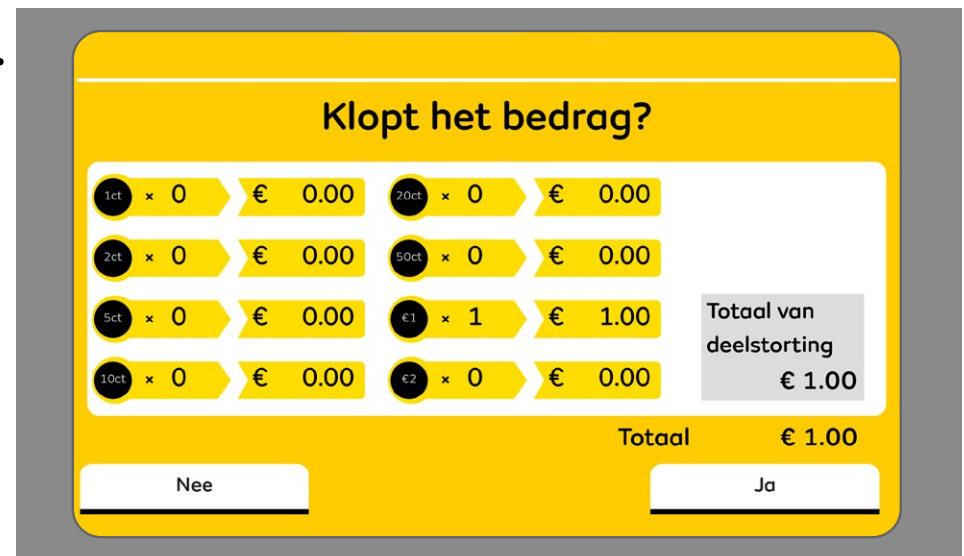 Klopt het bedrag?
1ct × 0 € 0.00 20ct × 0 € 0.00
2ct × 0 € 0.00 50ct × 0 € 0.00
5ct × 0 € 0.00 €1 × 1 € 1.00
10ct × 0 € 0.00 €2 × 0 € 0.00
Totaal van
deelstorting
€ 1.00
Totaal € 1.00
Nee Ja